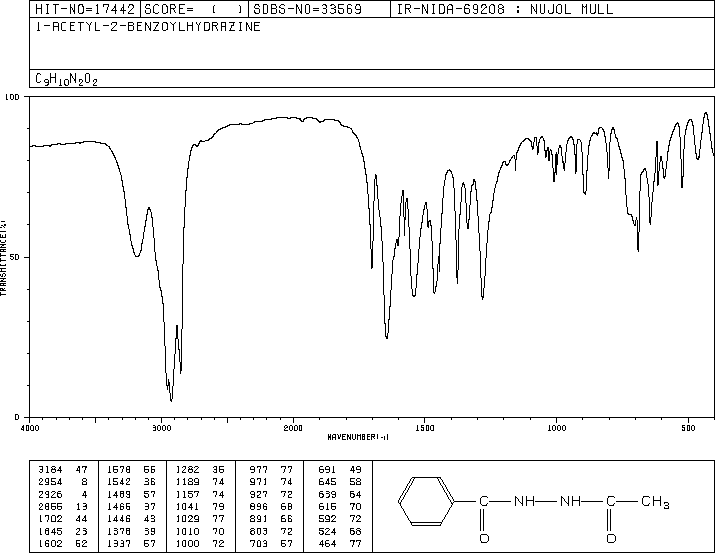 HIT-NO=17442 SCORE= ( ) SDBS-NO=33569 IR-NIDA-69208 : NUJOL MULL
1-ACETYL-2-BENZOYLHYDRAZINE
C9H10N2O2
100
50
0
TRANSMITTANCE(%)
4000 3000 2000 1500 1000 500
WAVENUMBER(-1)
3184 47 1578 55 1282 35 977 77 691 49
2954 8 1542 36 1189 74 971 74 645 58
2926 4 1489 57 1157 74 927 72 639 64
2855 13 1465 37 1041 79 896 68 616 70
1702 44 1446 43 1029 77 891 66 592 72
1645 23 1378 39 1010 70 803 72 524 68
1602 52 1337 57 1000 72 703 57 464 77
C NH NH C CH3
O O